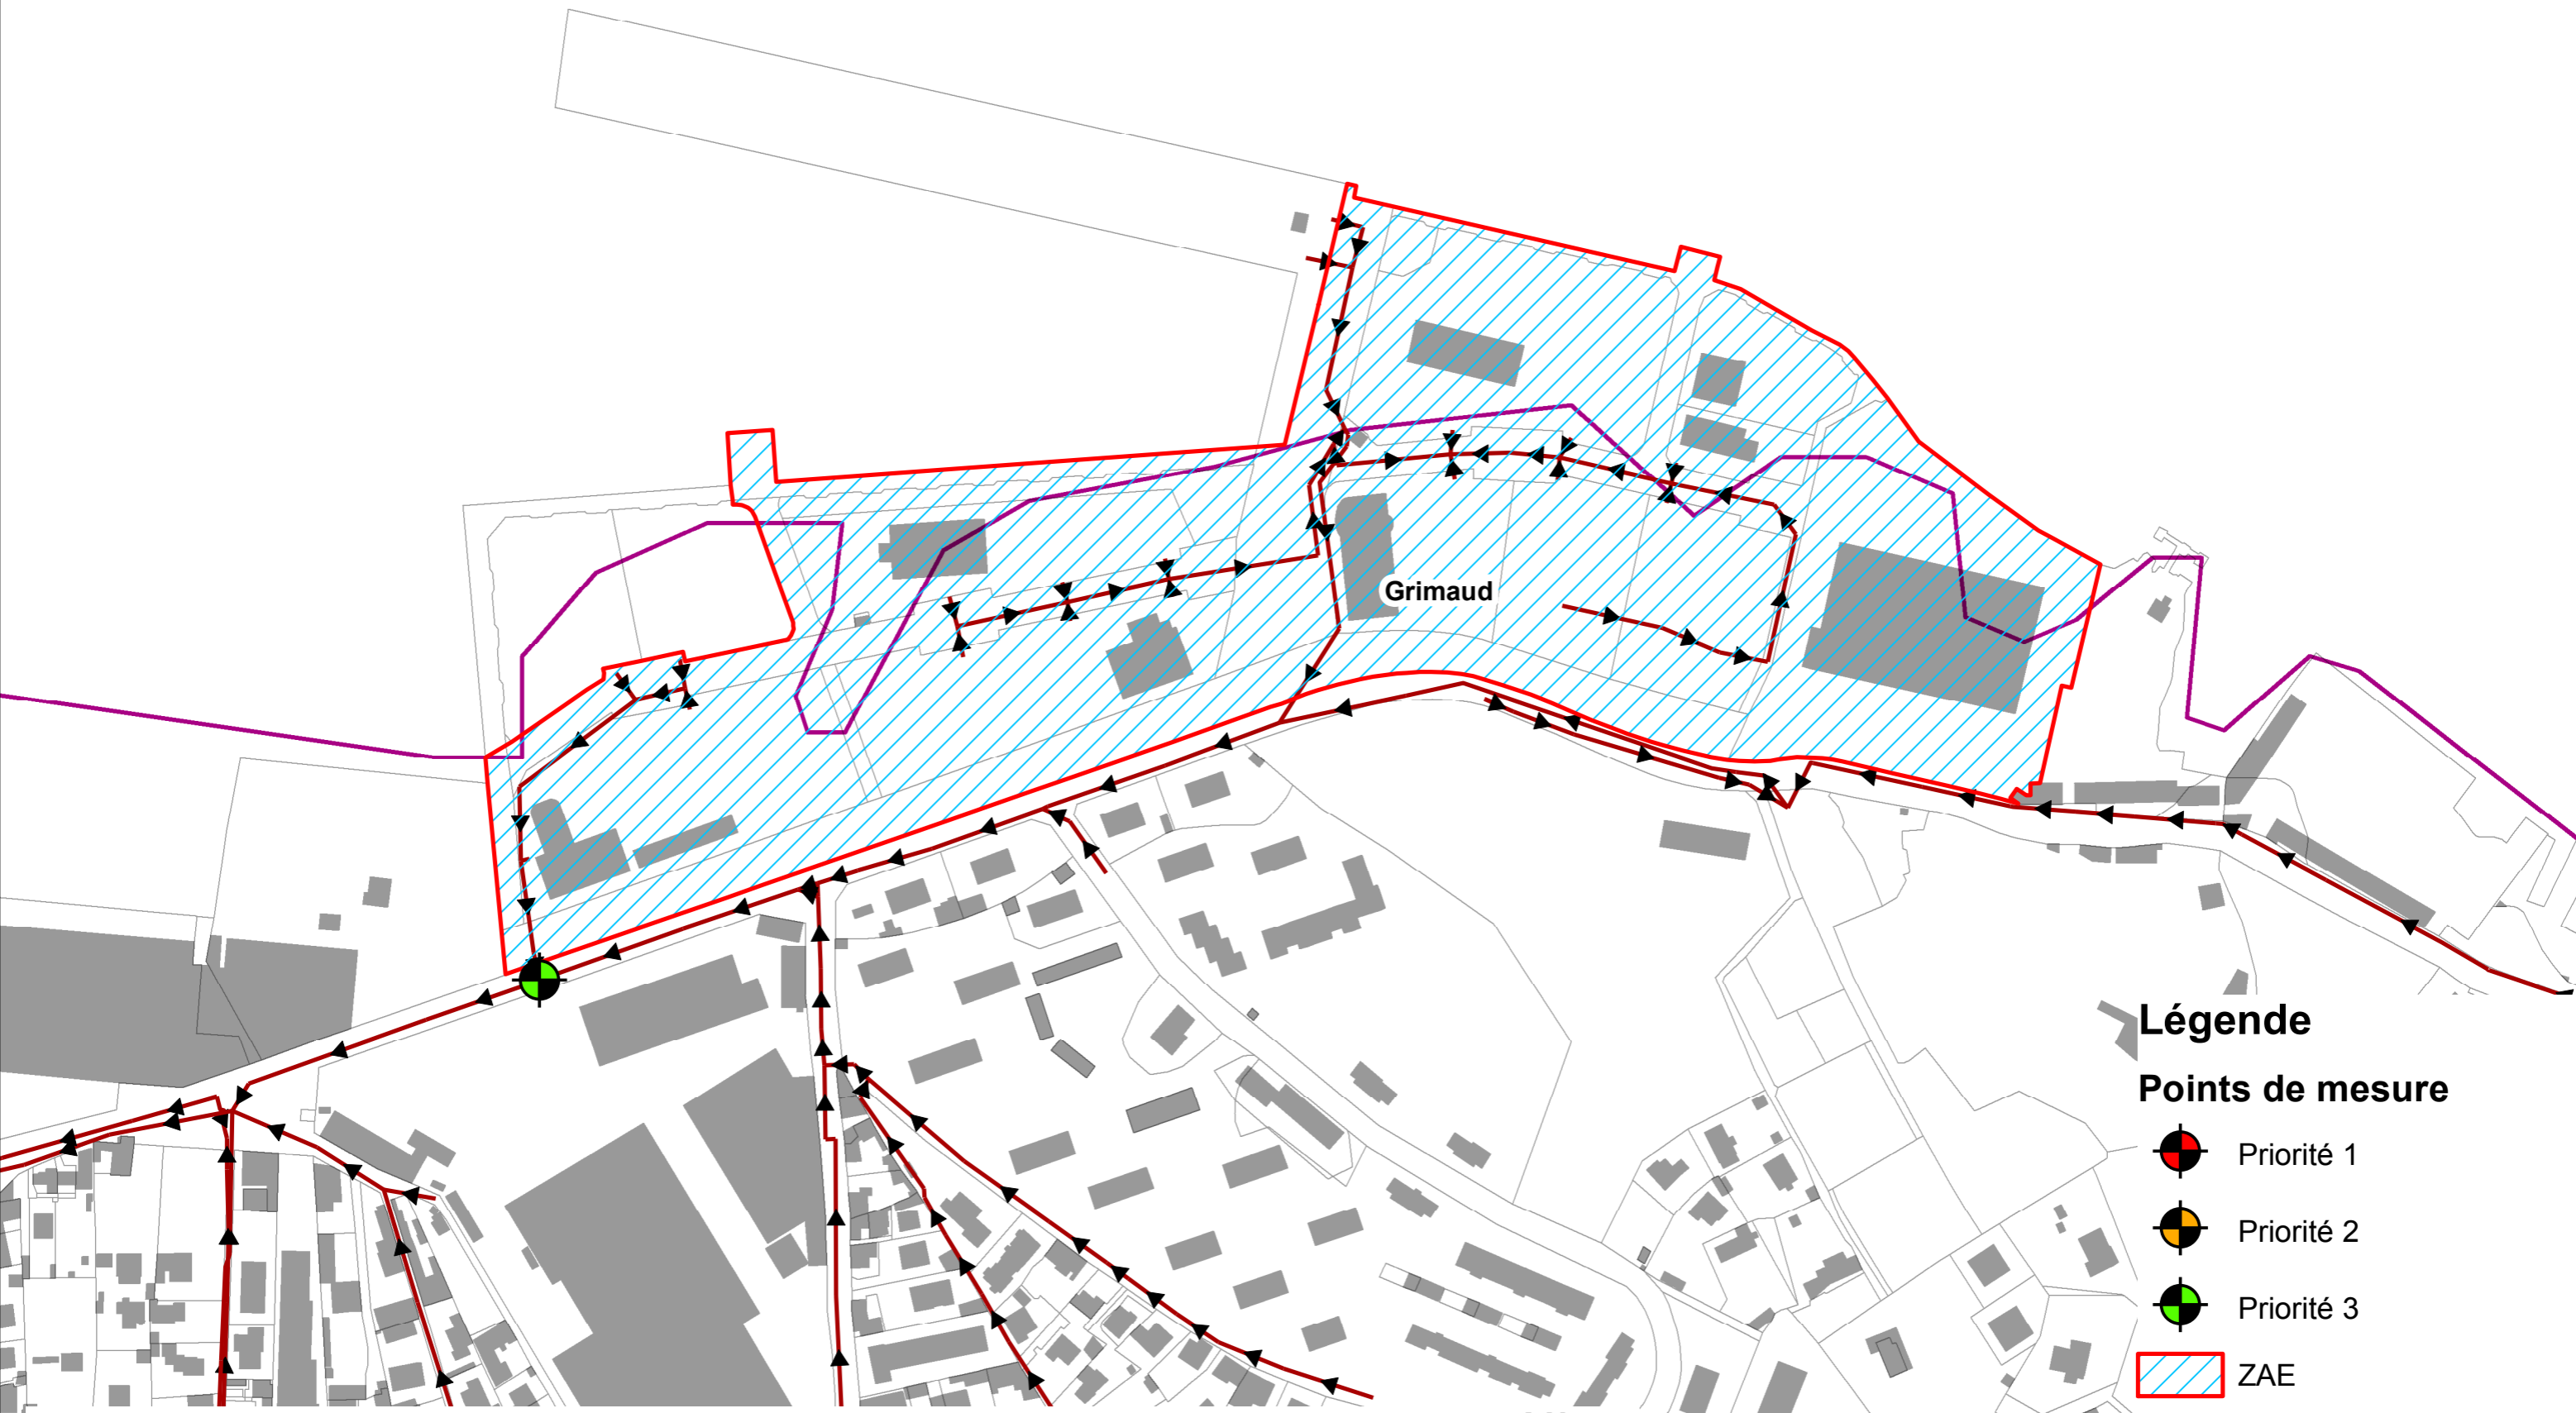 Grimaud
Légende
Points de mesure
Priorité 1
Priorité 2
Priorité 3
ZAE